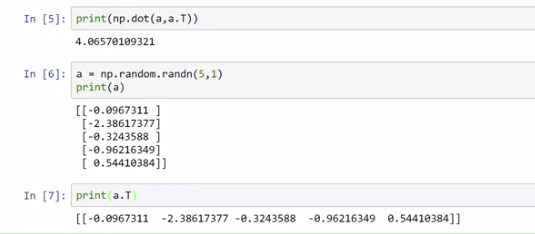 In [5]: print(np.dot(a,a.T))
4.06570109321
In [6]: a = np.random.randn(5,1)
print(a)
[[-0.0967311 ]
 [-2.38617377]
 [-0.3243588 ]
 [-0.96216349]
 [ 0.54410384]]
In [7]: print(a.T)
[[-0.0967311  -2.38617377 -0.3243588  -0.96216349  0.54410384]]